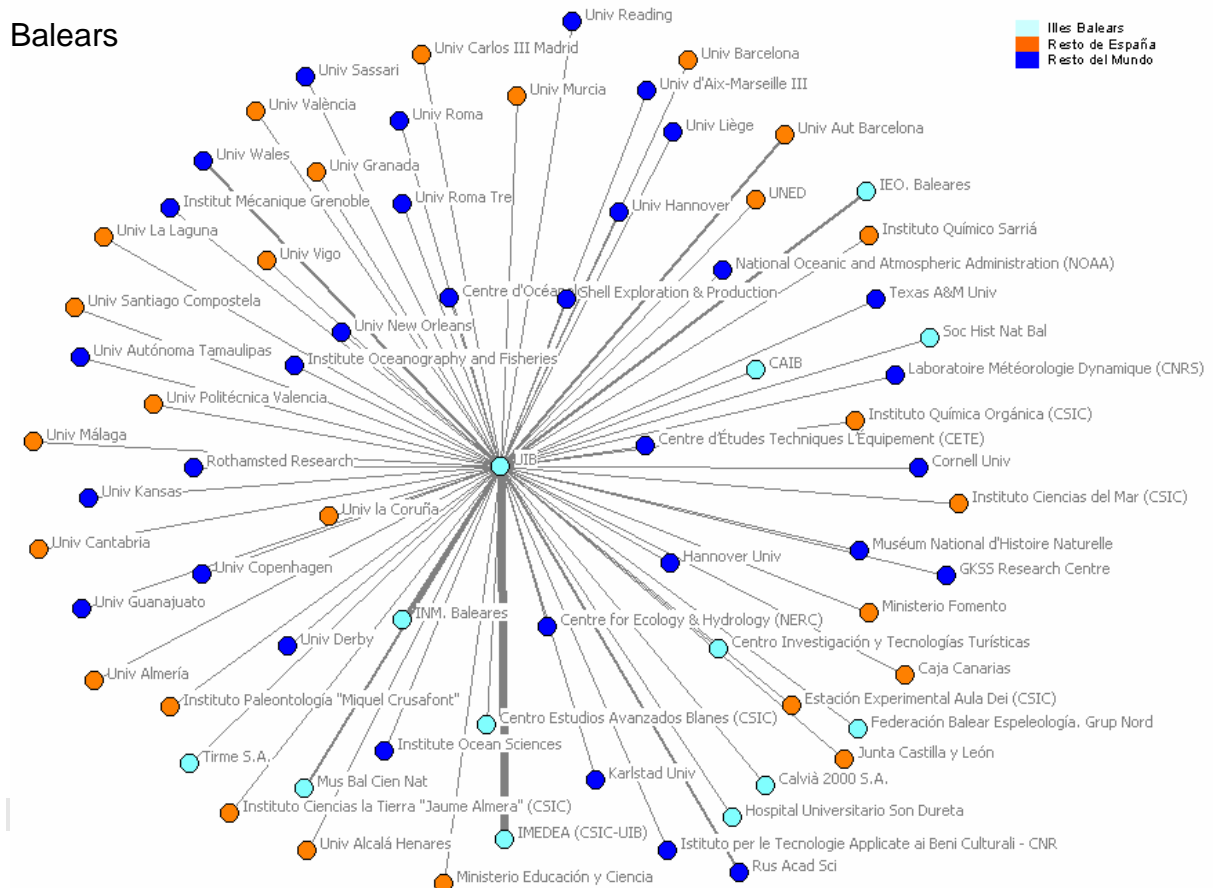 Balears
Illes Balears
Resto de España
Resto del Mundo
Univ Reading
Univ Carlos III Madrid
Univ Barcelona
Univ Sassari
Univ d'Aix-Marseille III
Univ Murcia
Univ València
Univ Roma
Univ Liège
Univ Aut Barcelona
Univ Wales
Univ Granada
IEO. Baleares
UNED
Univ Roma Tre
Institut Mécanique Grenoble
Univ Hannover
Univ La Laguna
Instituto Químico Sarriá
Univ Vigo
National Oceanic and Atmospheric Administration (NOAA)
Centre d'Océano
Shell Exploration & Production
Texas A&M Univ
Univ Santiago Compostela
Univ New Orleans
Soc Hist Nat Bal
Univ Autónoma Tamaulipas
Institute Oceanography and Fisheries
CAIB
Laboratoire Météorologie Dynamique (CNRS)
Univ Politécnica Valencia
Instituto Química Orgánica (CSIC)
Univ Málaga
Centre d'Études Techniques L'Équipement (CETE)
UIB
Rothamsted Research
Cornell Univ
Univ Kansas
Instituto Ciencias del Mar (CSIC)
Univ la Coruña
Univ Cantabria
Muséum National d'Histoire Naturelle
Hannover Univ
Univ Copenhagen
GKSS Research Centre
Univ Guanajuato
Ministerio Fomento
INM. Baleares
Centre for Ecology & Hydrology (NERC)
Univ Derby
Centro Investigación y Tecnologías Turísticas
Univ Almería
Caja Canarias
Instituto Paleontología "Miquel Crusafont"
Estación Experimental Aula Dei (CSIC)
Centro Estudios Avanzados Blanes (CSIC)
Federación Balear Espeleología. Grup Nord
Institute Ocean Sciences
Junta Castilla y León
Tirme S.A.
Karlstad Univ
Mus Bal Cien Nat
Calvià 2000 S.A.
Instituto Ciencias la Tierra "Jaume Almera" (CSIC)
Hospital Universitario Son Dureta
IMEDEA (CSIC-UIB)
Univ Alcalá Henares
Istituto per le Tecnologie Applicate ai Beni Culturali - CNR
Rus Acad Sci
Ministerio Educación y Ciencia